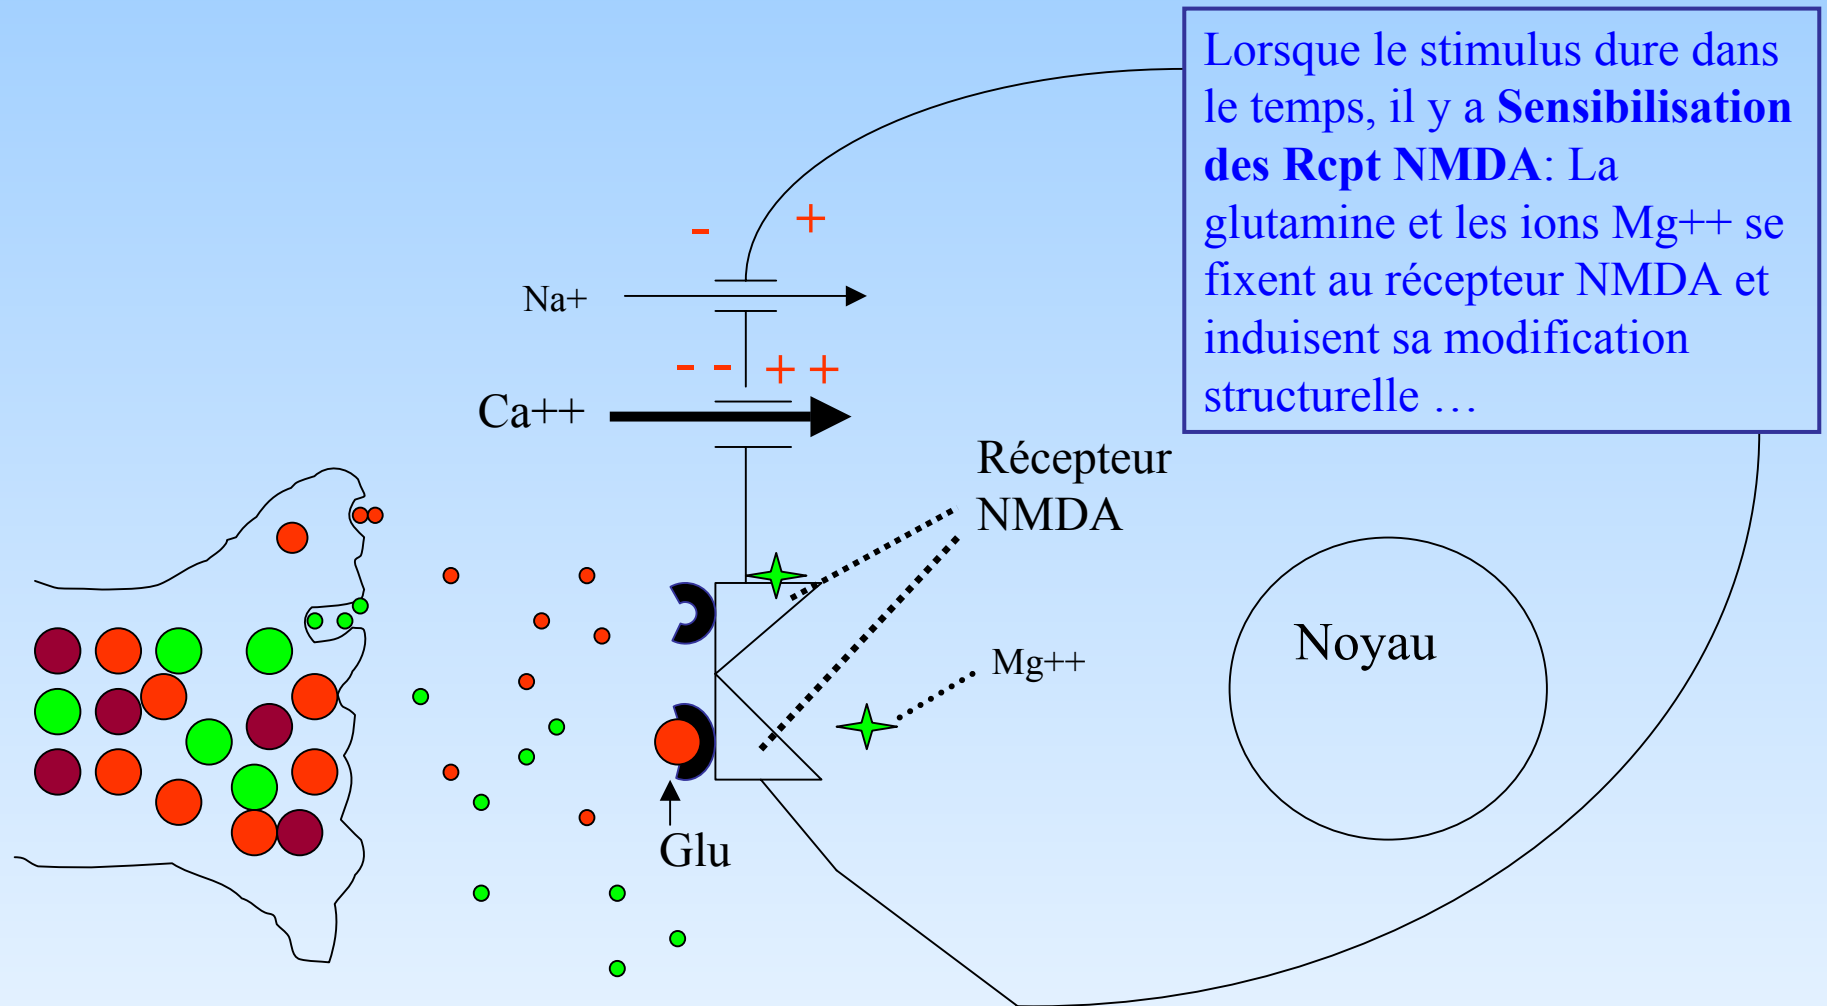 Lorsque le stimulus dure dans
le temps, il y a Sensibilisation
des Rcpt NMDA: La
glutamine et les ions Mg++ se
fixent au récepteur NMDA et
induisent sa modification
structurelle …
- +
Na+
- - + +
Ca++
Récepteur
NMDA
Mg++
Noyau
Glu